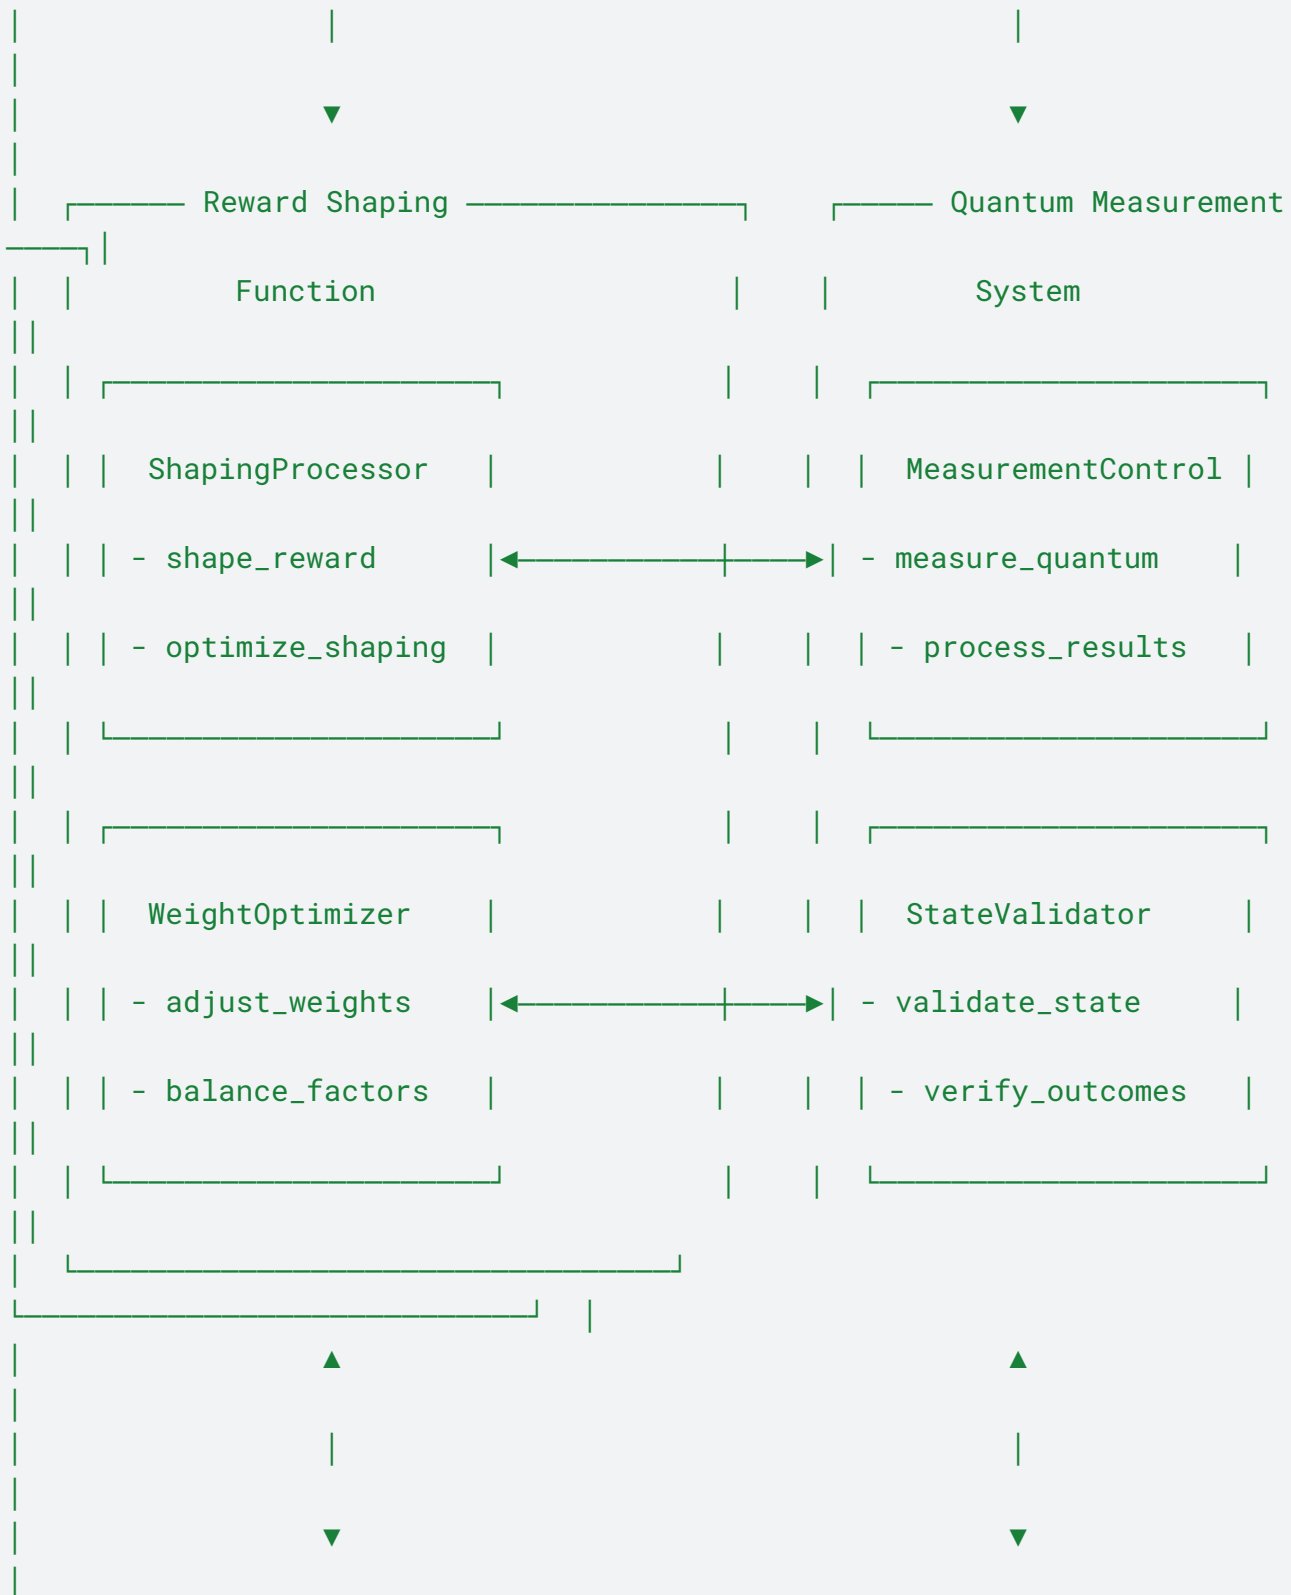 Reward Shaping Quantum Measurement
Function System
ShapingProcessor MeasurementControl
- shape_reward - measure_quantum
- optimize_shaping - process_results
WeightOptimizer StateValidator
- adjust_weights - validate_state
- balance_factors - verify_outcomes